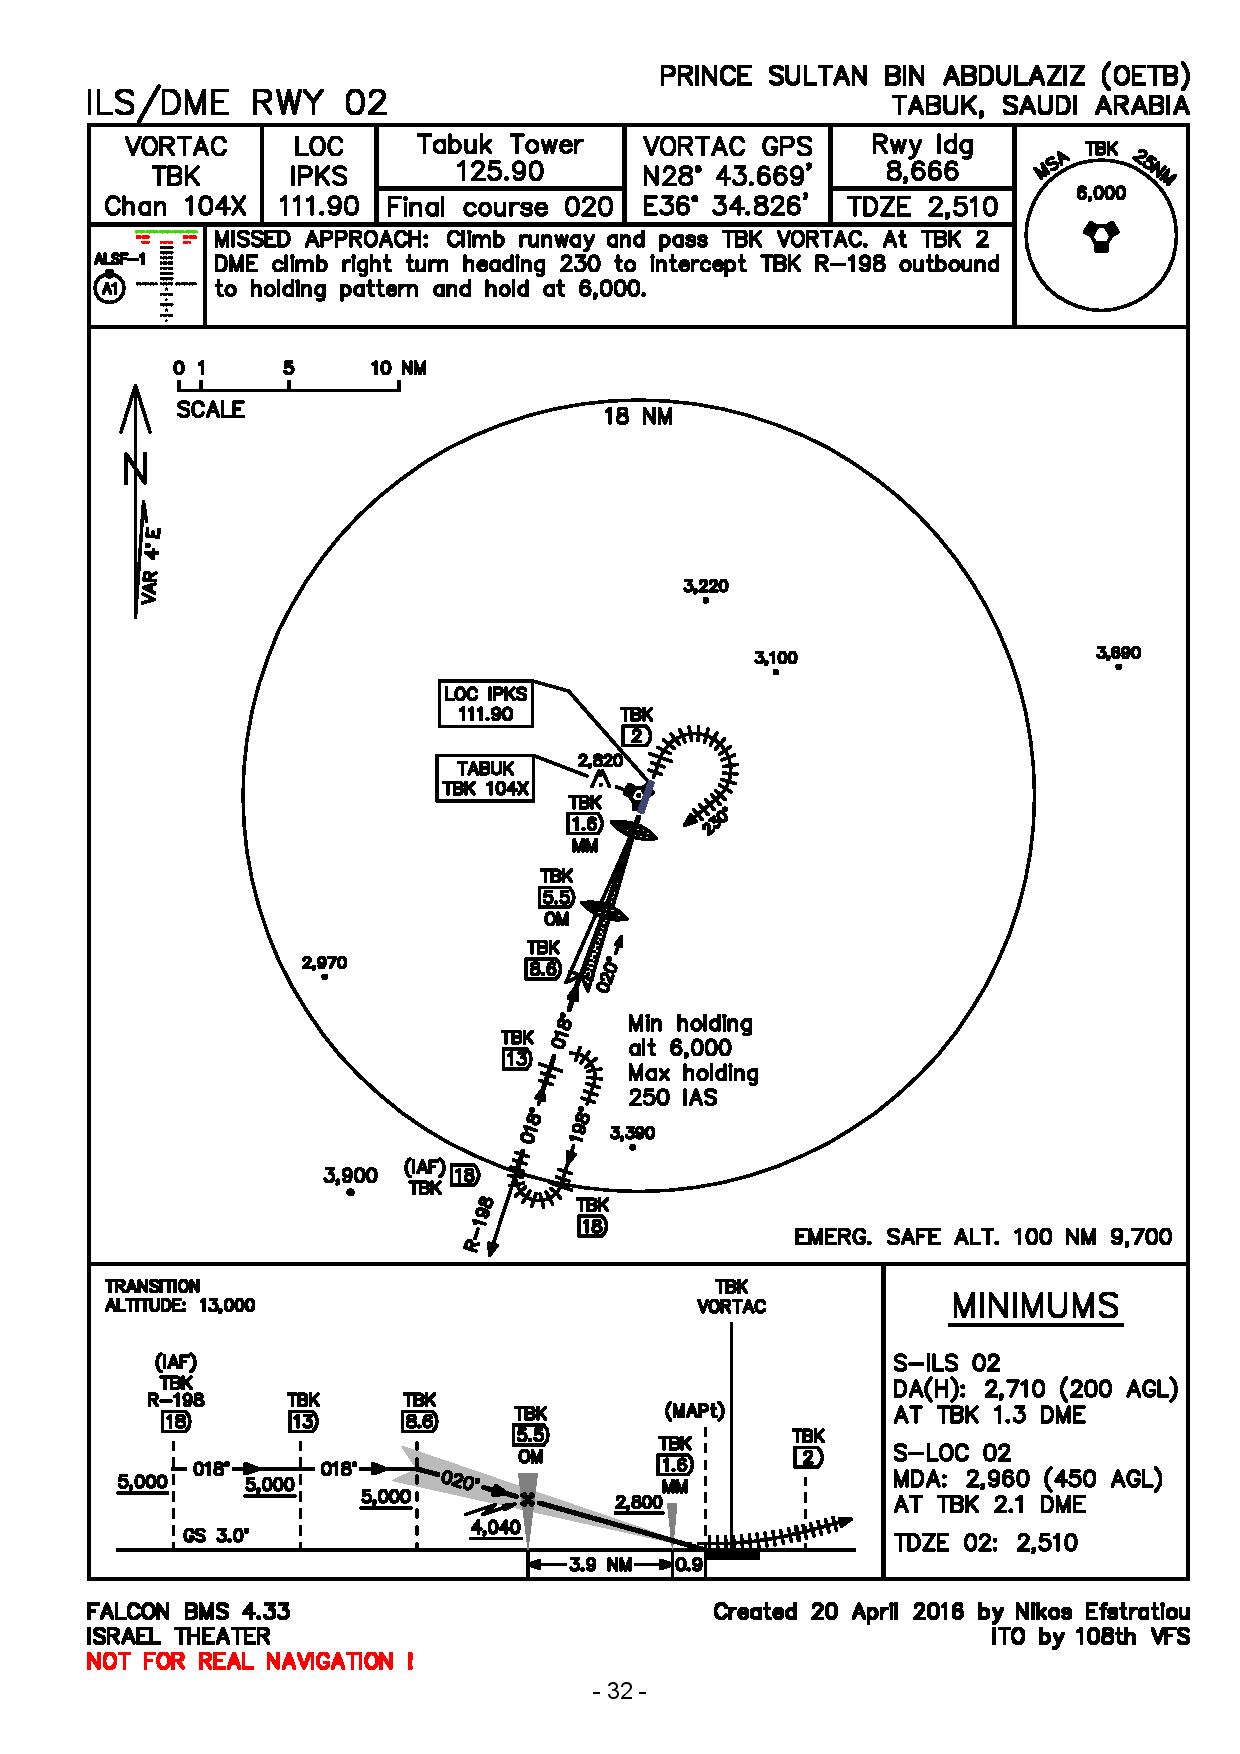 PRINCE SULTAN BIN ABDULAZIZ (OETB)
ILS/DME RWY 02
TABUK, SAUDI ARABIA
VORTAC
TBK
Chan 104X
LOC
IPKS
111.90
Tabuk Tower
125.90
Final course 020
VORTAC GPS
N28° 43.669'
E36° 34.826'
Rwy ldg
8,666
TDZE 2,510
MSA TBK 25NM
6,000
ALSF-1
A1
MISSED APPROACH: Climb runway and pass TBK VORTAC. At TBK 2
DME climb right turn heading 230 to intercept TBK R-198 outbound
to holding pattern and hold at 6,000.
0 1 5 10 NM
SCALE
N
VAR 4°E
18 NM
3,220
3,100
3,690
LOC IPKS
111.90
TBK
2
2,620
TABUK
TBK 104X
TBK
1.6
MM
230°
TBK
5.5
OM
TBK
8.6
020°
2,970
018°
TBK
13
Min holding
alt 6,000
Max holding
250 IAS
018°
198°
3,390
3,900
(IAF)
TBK
18
TBK
18
R-198
EMERG. SAFE ALT. 100 NM 9,700
TRANSITION
ALTITUDE: 13,000
TBK
VORTAC
(IAF)
TBK
R-198
18
TBK
13
TBK
8.6
TBK
5.5
OM
(MAPt)
TBK
1.6
MM
TBK
2
018°
018°
020°
5,000
5,000
5,000
4,040
2,800
GS 3.0°
3.9 NM
0.9
MINIMUMS
S-ILS 02
DA(H): 2,710 (200 AGL)
AT TBK 1.3 DME
S-LOC 02
MDA: 2,960 (450 AGL)
AT TBK 2.1 DME
TDZE 02: 2,510
FALCON BMS 4.33
ISRAEL THEATER
NOT FOR REAL NAVIGATION !
Created 20 April 2016 by Nikos Efstratiou
ITO by 108th VFS
- 32 -